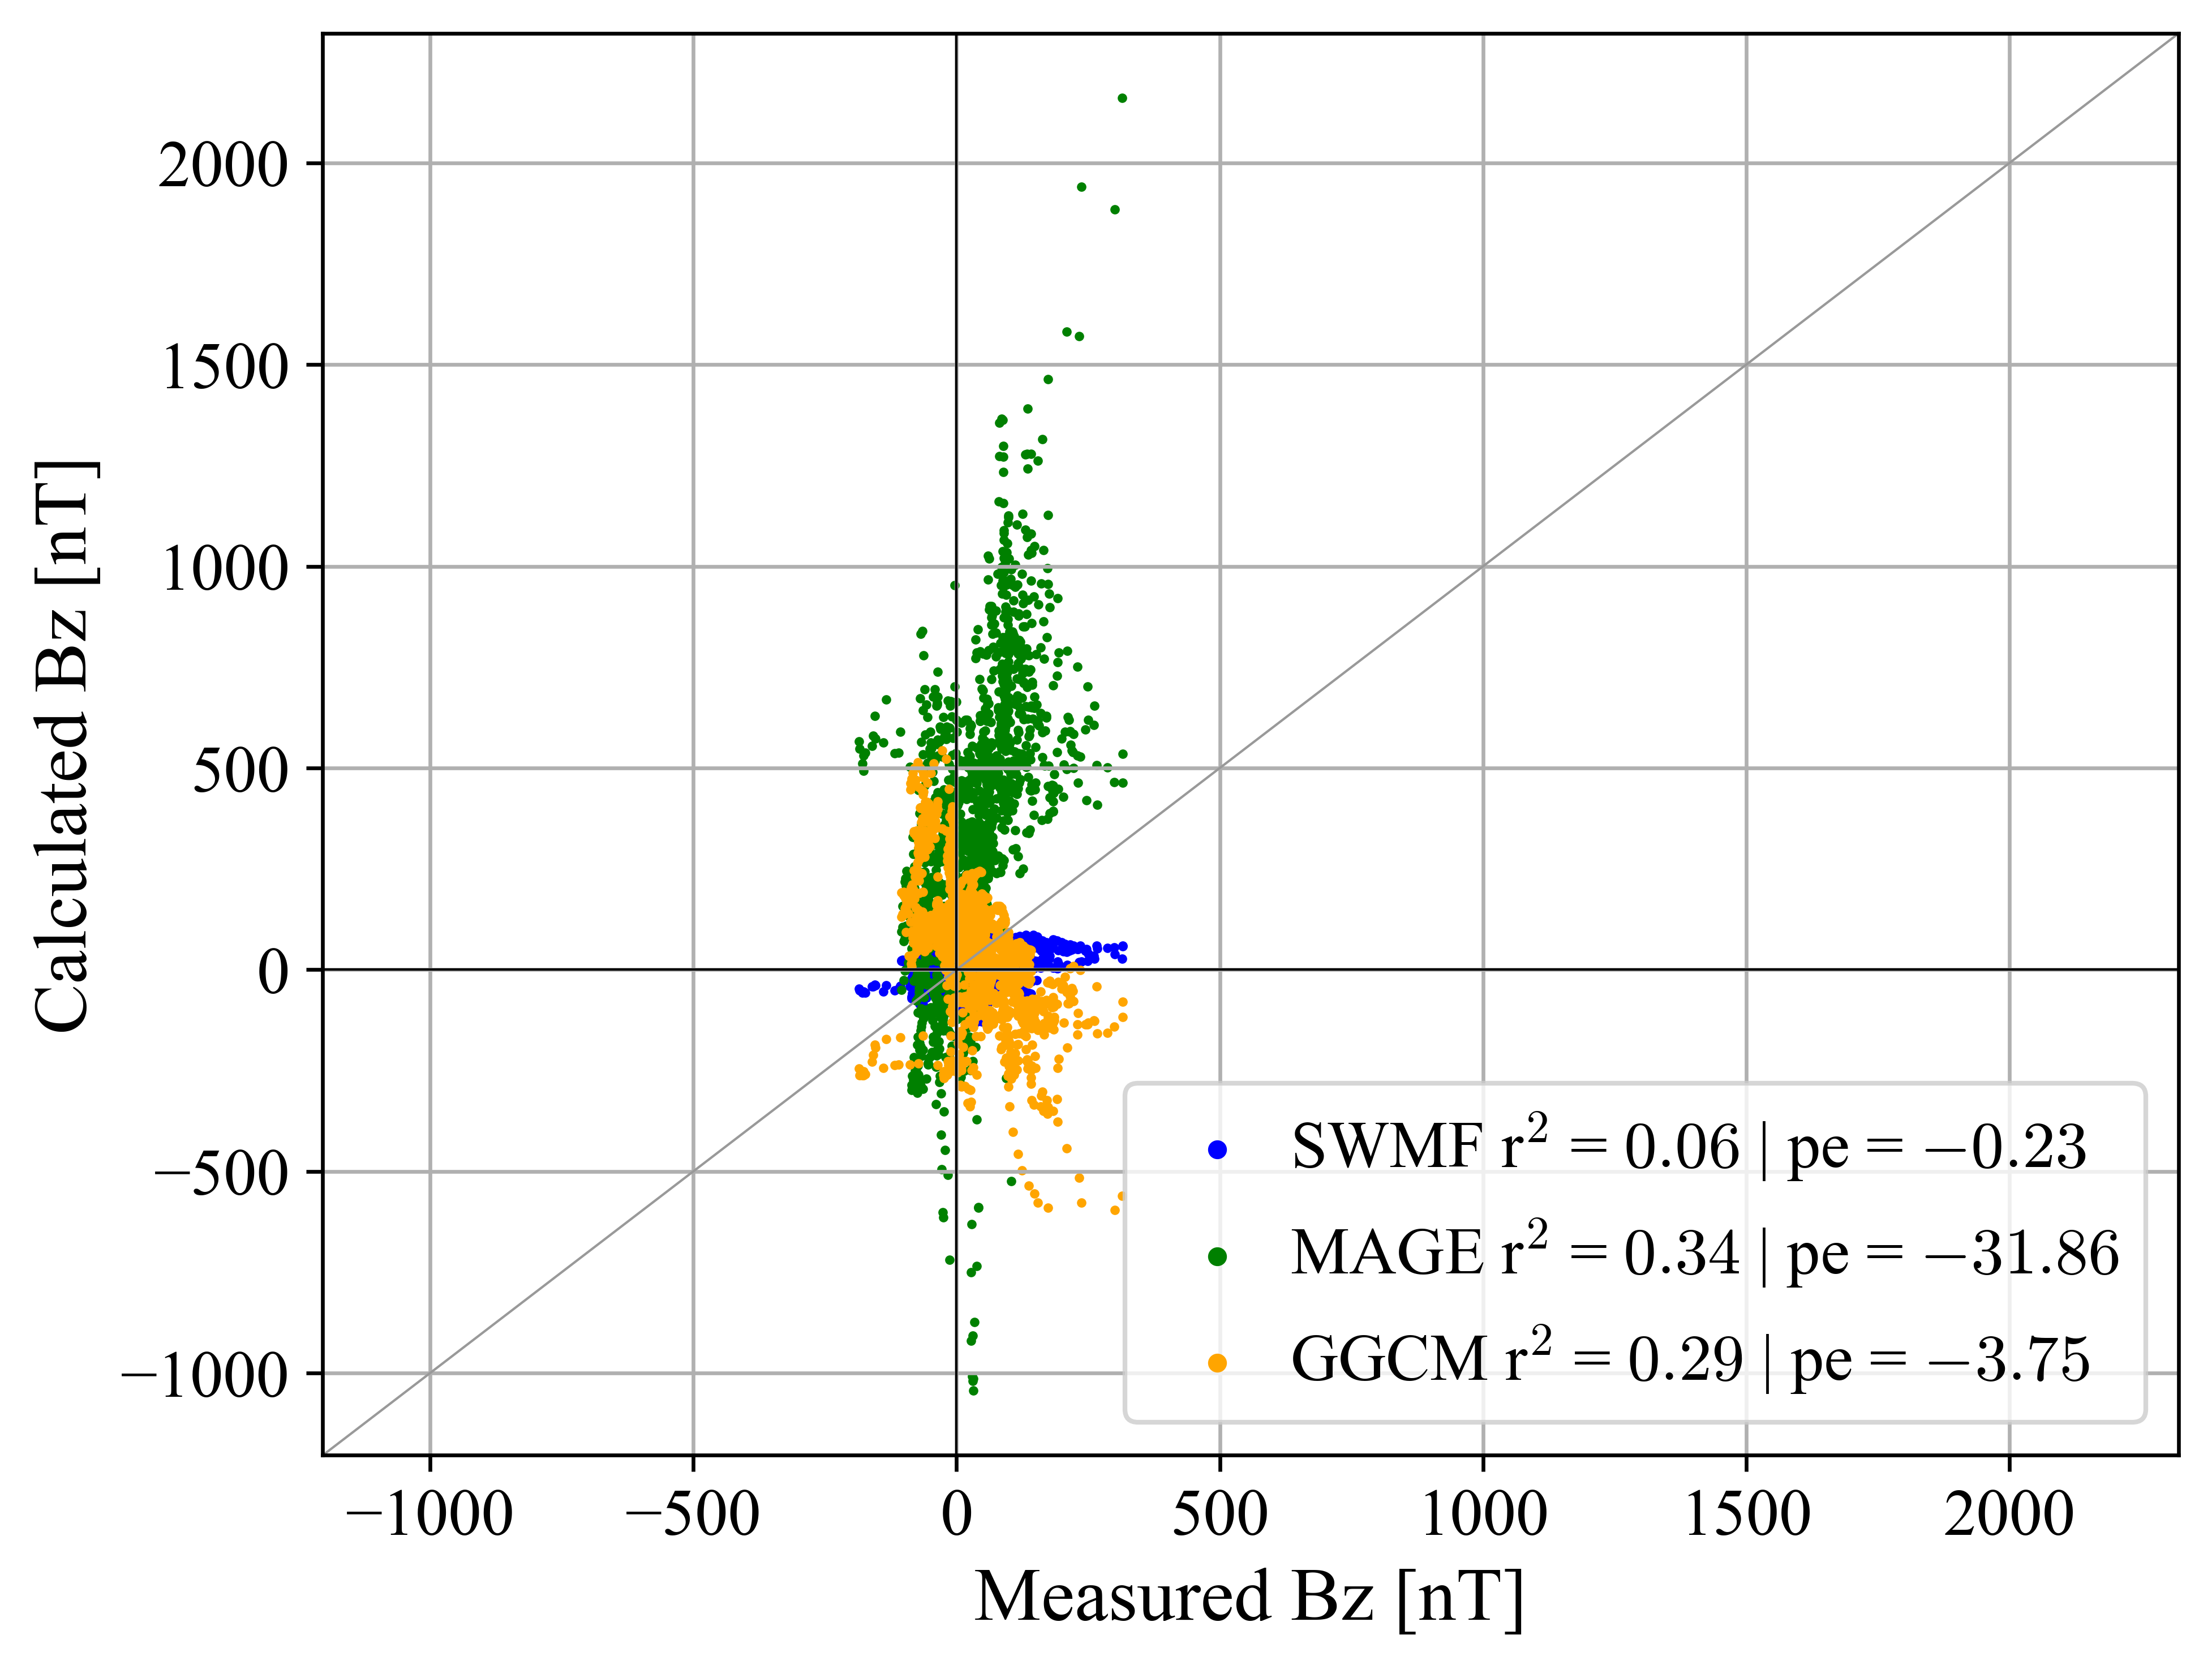 2000
1500
1000
500
0
−500
−1000
Calculated Bz [nT]
SWMF r² = 0.06 | pe = −0.23
MAGE r² = 0.34 | pe = −31.86
GGCM r² = 0.29 | pe = −3.75
−1000 −500 0 500 1000 1500 2000
Measured Bz [nT]